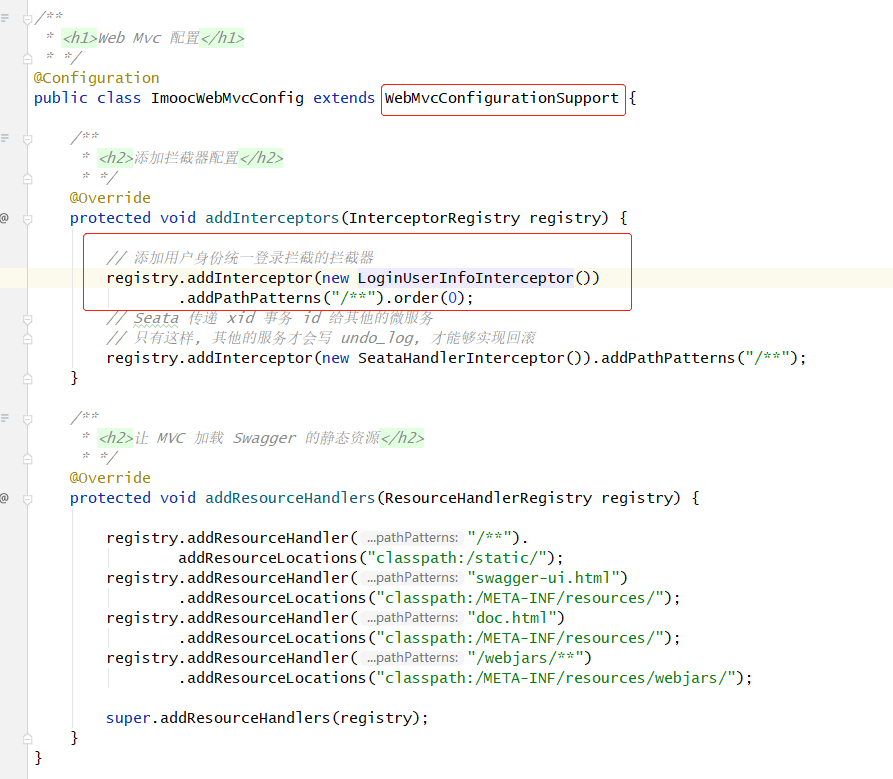 /**
 * <h1>Web Mvc 配置</h1>
 * */
@Configuration
public class ImoocWebMvcConfig extends WebMvcConfigurationSupport {
/**
 * <h2>添加拦截器配置</h2>
 * */
@Override
protected void addInterceptors(InterceptorRegistry registry) {
// 添加用户身份统一登录拦截的拦截器
registry.addInterceptor(new LoginUserInfoInterceptor())
.addPathPatterns("/**").order(0);
// Seata 传递 xid 事务 id 给其他的微服务
// 只有这样, 其他的服务才会写 undo_log, 才能够实现回滚
registry.addInterceptor(new SeataHandlerInterceptor()).addPathPatterns("/**");
}
/**
 * <h2>让 MVC 加载 Swagger 的静态资源</h2>
 * */
@Override
protected void addResourceHandlers(ResourceHandlerRegistry registry) {
registry.addResourceHandler( ...pathPatterns: "/**").
addResourceLocations("classpath:/static/");
registry.addResourceHandler( ...pathPatterns: "swagger-ui.html")
.addResourceLocations("classpath:/META-INF/resources/");
registry.addResourceHandler( ...pathPatterns: "doc.html")
.addResourceLocations("classpath:/META-INF/resources/");
registry.addResourceHandler( ...pathPatterns: "/webjars/**")
.addResourceLocations("classpath:/META-INF/resources/webjars/");
super.addResourceHandlers(registry);
}
}